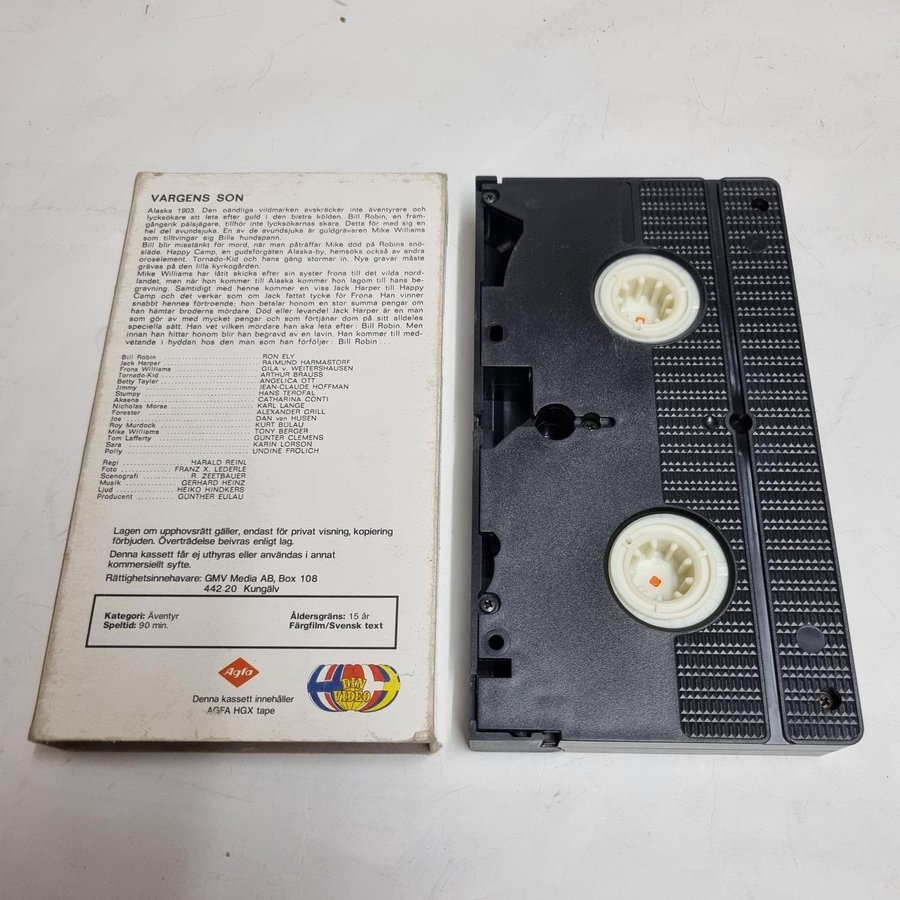 VARGENS SON
Alaska 1903. Den oändliga vildmarken avskräcker inte äventyrare och
lycksökare att leta efter guld i den bistra kölden. Bill Robin, en fram-
gångsrik pälsjägare, tillhör inte lycksökarnas skara. Detta för med sig en
hel del avundsjuka. En av de avundsjuka är guldgrävaren Mike Williams
som tilltvingar sig Bills hundspann.
Bill blir misstänkt för mord, när man påträffar Mike död på Robins snö-
släde. Happy Camp, en gudsförgäten Alaska-by, hemsöks också av andra
oroselement. Tornado-Kid och hans gäng stormar in. Nya gravar måste
grävas på den lilla kyrkogården.
Mike Williams har låtit skicka efter sin syster frona till det vilda nord-
landet, men när hon kommer till Alaska kommer hon lagom till hans be-
gravning. Samtidigt med henne kommer en viss Jack Harper till Happy
Camp och det verkar som om Jack fattat tycke för Frona. Han vinner
snabbt hennes förtroende; hon betalar honom en stor summa pengar om
han hämtar broderns mördare. Död eller levande! Jack Harper är en man
som gör av med mycket pengar och som förtjänar dom på sitt alldeles
speciella sätt. Han vet vilken mördare han ska leta efter: Bill Robin. Men
innan han hittar honom blir han begravd av en lavin. Han kommer till med-
vetande i hyddan hos den man som han förföljer: Bill Robin...
Bill Robin RON ELY
Jack Harper RAIMUND HARMASTORF
Frona Williams GILA v. WEITERSHAUSEN
Tornado-Kid ARTHUR BRAUSS
Betty Tayler ANGELICA OTT
Jimmy JEAN-CLAUDE HOFFMAN
Stumpy HANS TEROFAL
Aksena CATHARINA CONTI
Nicholas Morse KARL LANGE
Forester ALEXANDER GRILL
Joe DAN van HUSEN
Roy Murdock KURT BULAU
Mike Williams TONY BERGER
Tom Lafferty GÜNTER CLEMENS
Sara KARIN LORSON
Polly UNDINE FRÖLICH
Regi HARALD REINL
Foto FRANZ X. LEDERLE
Scenografi R. ZEETBAUER
Musik GERHARD HEINZ
Ljud HEIKO HINDKERS
Producent GÜNTHER EULAU
Lagen om upphovsrätt gäller, endast för privat visning, kopiering
förbjuden. Överträdelse beivras enligt lag.
Denna kassett får ej uthyras eller användas i annat
kommersiellt syfte.
Rättighetsinnehavare: GMV Media AB, Box 108
442 20 Kungälv
Kategori: Äventyr Åldersgräns: 15 år
Speltid: 90 min. Färgfilm/Svensk text
Agfa
Denna kassett innehåller
AGFA HGX tape
DIN
VIDEO